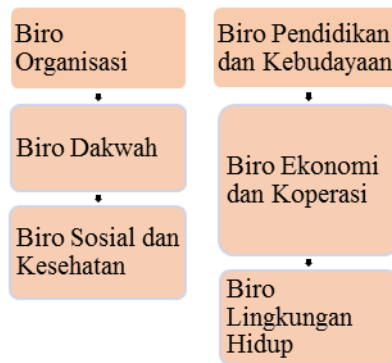 Biro
Organisasi
Biro Dakwah
Biro Sosial dan
Kesehatan
Biro Pendidikan
dan Kebudayaan
Biro Ekonomi
dan Koperasi
Biro
Lingkungan
Hidup